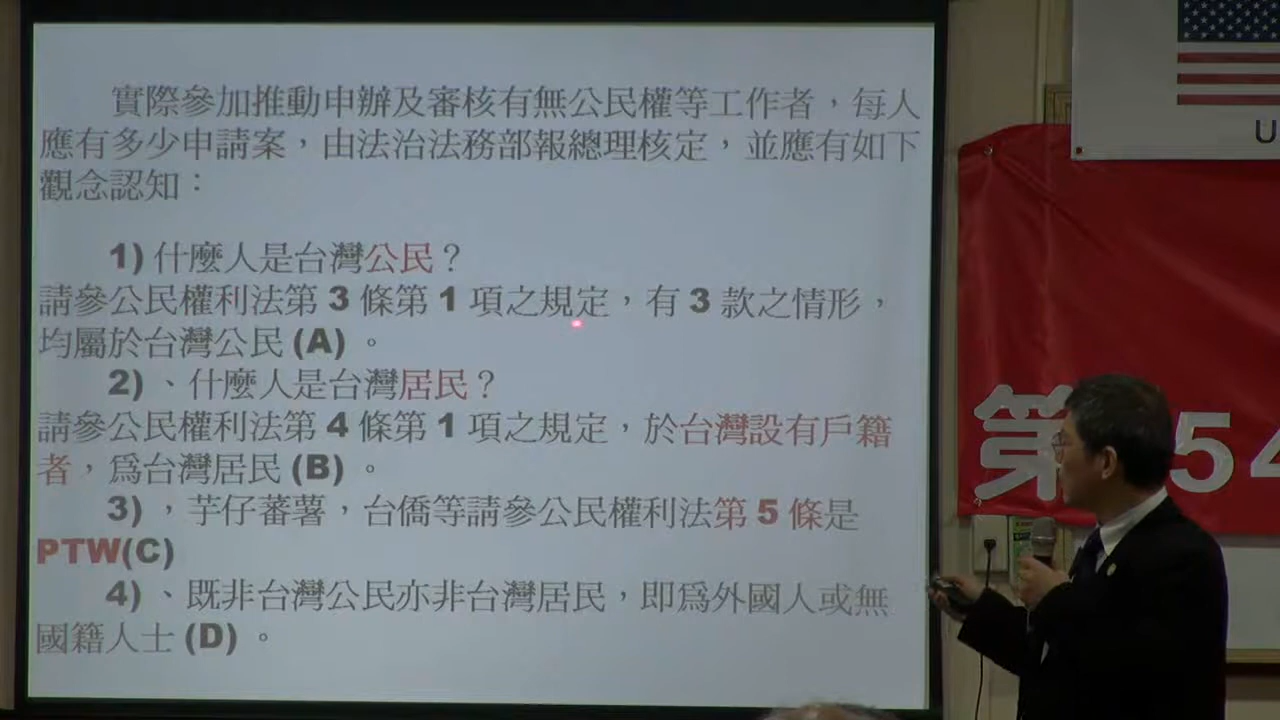 實際參加推動申辦及審核有無公民權等工作者，每人
應有多少申請案，由法治法務部報總理核定，並應有如下
觀念認知：
1) 什麼人是台灣公民？
請參公民權利法第 3 條第 1 項之規定，有 3 款之情形，
均屬於台灣公民 (A) 。
2) 、什麼人是台灣居民？
請參公民權利法第 4 條第 1 項之規定，於台灣設有戶籍
者，爲台灣居民 (B) 。
3) ，芋仔蕃薯，台僑等請參公民權利法第 5 條是
PTW(C)
4) 、既非台灣公民亦非台灣居民，即爲外國人或無
國籍人士 (D) 。
U
第 54